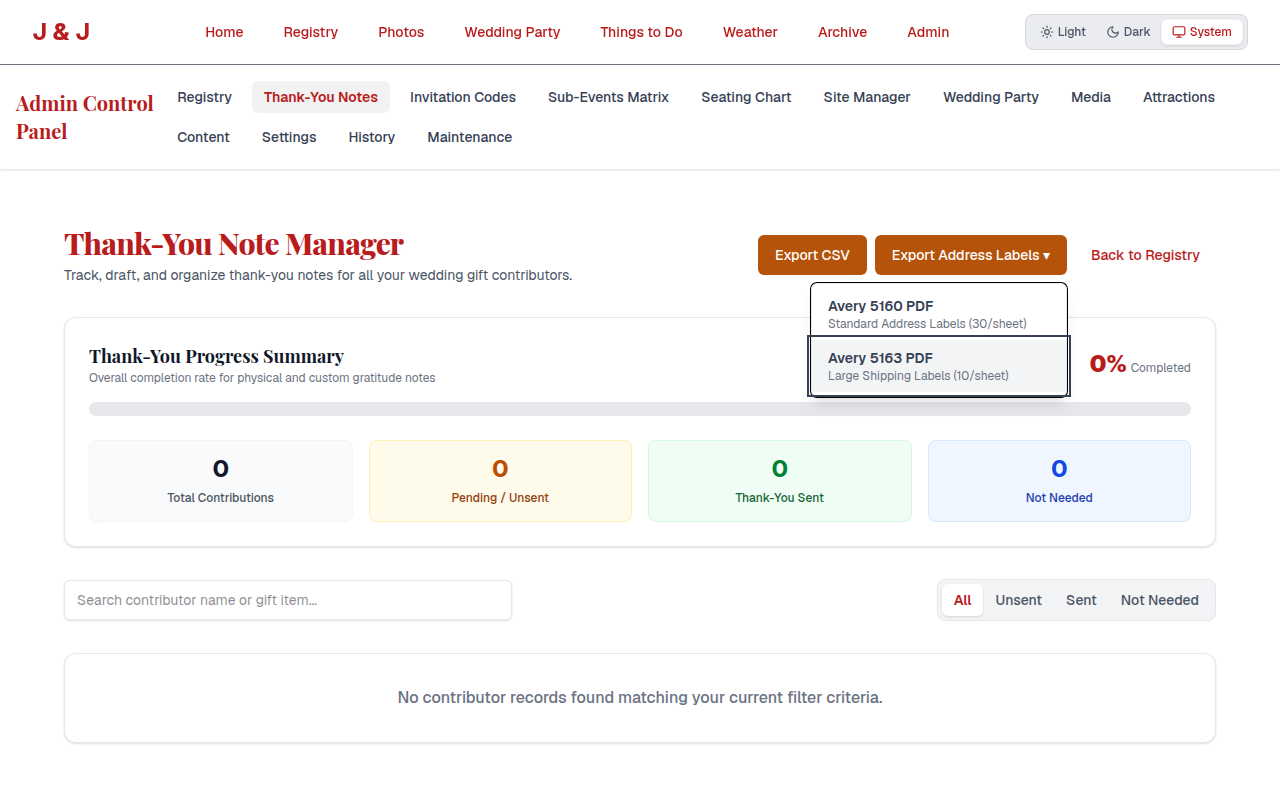 J & J
Home
Registry
Photos
Wedding Party
Things to Do
Weather
Archive
Admin
Light
Dark
System
Admin Control
Panel
Registry
Thank-You Notes
Invitation Codes
Sub-Events Matrix
Seating Chart
Site Manager
Wedding Party
Media
Attractions
Content
Settings
History
Maintenance
Thank-You Note Manager
Track, draft, and organize thank-you notes for all your wedding gift contributors.
Export CSV
Export Address Labels ▾
Back to Registry
Avery 5160 PDF
Standard Address Labels (30/sheet)
Avery 5163 PDF
Large Shipping Labels (10/sheet)
Thank-You Progress Summary
Overall completion rate for physical and custom gratitude notes
0% Completed
0
Total Contributions
0
Pending / Unsent
0
Thank-You Sent
0
Not Needed
Search contributor name or gift item...
All
Unsent
Sent
Not Needed
No contributor records found matching your current filter criteria.